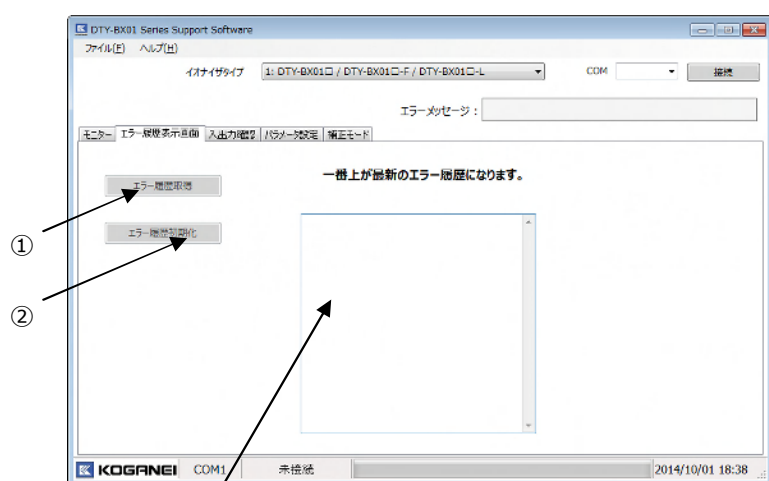 DTY-BX01 Series Support Software
ファイル(F) ヘルプ(H)
イオナイザタイプ 1: DTY-BX01□ / DTY-BX01□-F / DTY-BX01□-L COM 接続
エラーメッセージ：
モニター エラー履歴表示画面 入出力確認 パラメータ設定 補正モード
エラー履歴取得 一番上が最新のエラー履歴になります。
①
エラー履歴初期化
②
KOGANEI COM1 未接続 2014/10/01 18:38